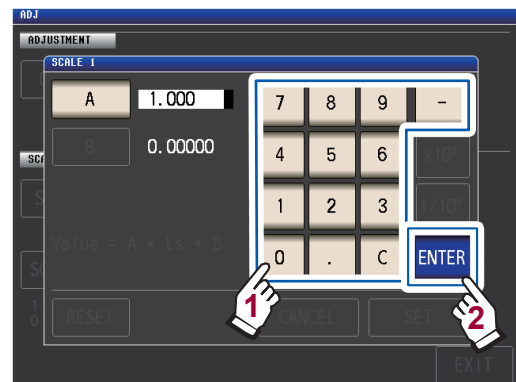 ADJ
ADJUSTMENT
SCALE 1
A 1.000 7 8 9 -
B 0.00000 4 5 6 x10³
1 2 3 1/10³
Value = A * Ls + B
0 . C ENTER
1 2
RESET CANCEL SET
EXIT